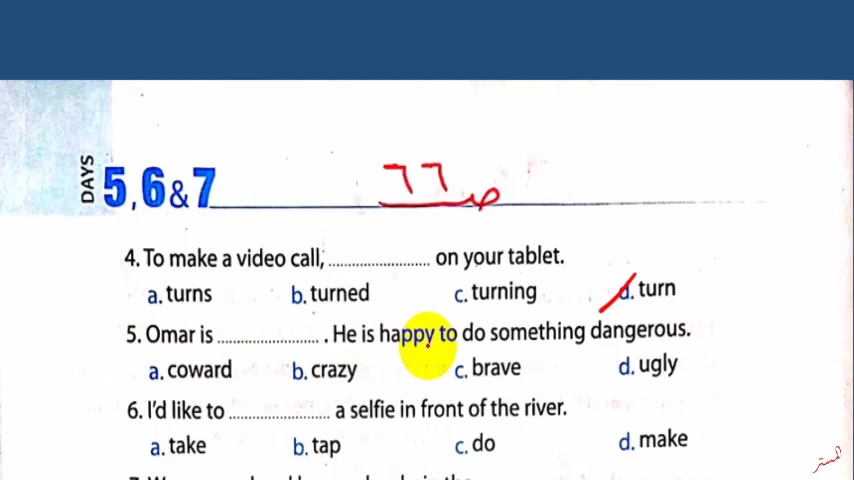 DAYS 5,6&7 ص ٦٦
4. To make a video call, ........................ on your tablet.
a. turns b. turned c. turning d. turn
5. Omar is ........................ . He is happy to do something dangerous.
a. coward b. crazy c. brave d. ugly
6. I'd like to ........................ a selfie in front of the river.
a. take b. tap c. do d. make
المستر